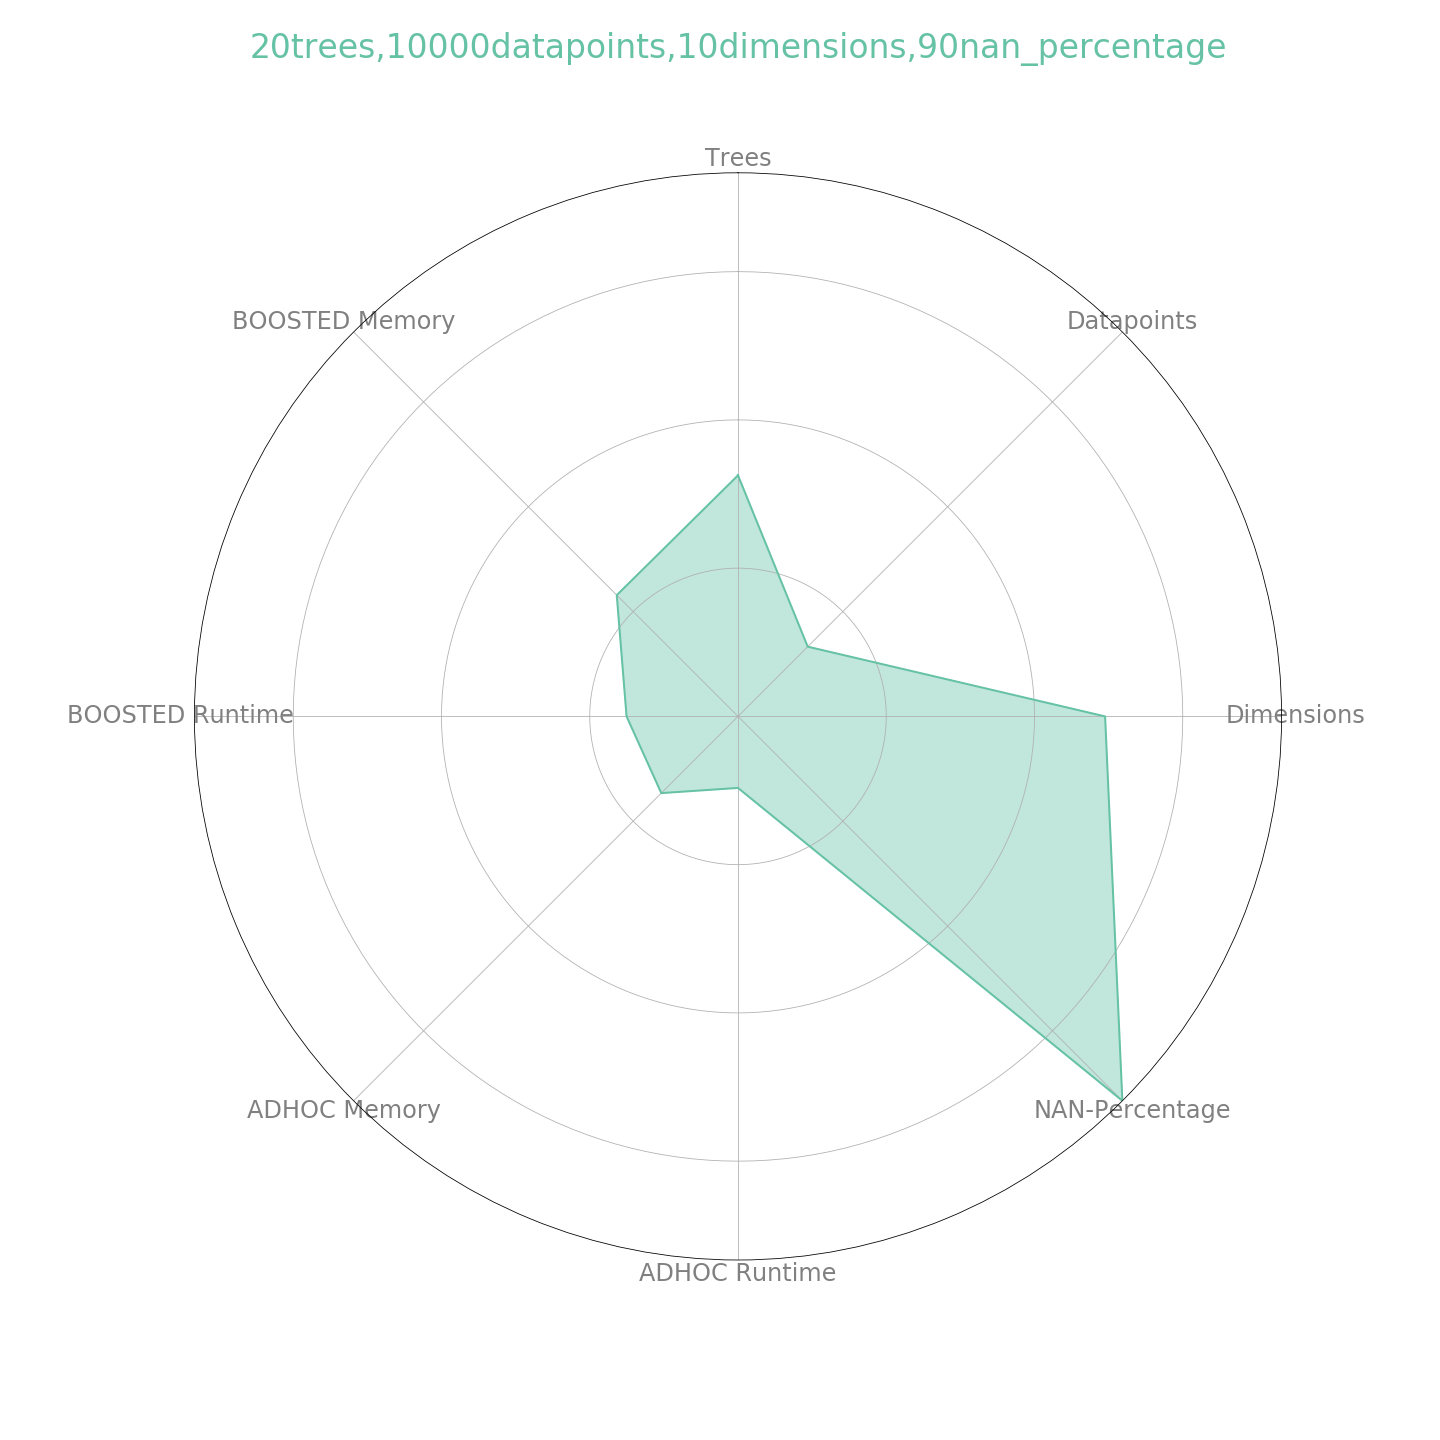 20trees,10000datapoints,10dimensions,90nan_percentage
Trees
BOOSTED Memory
Datapoints
BOOSTED Runtime
Dimensions
ADHOC Memory
NAN-Percentage
ADHOC Runtime